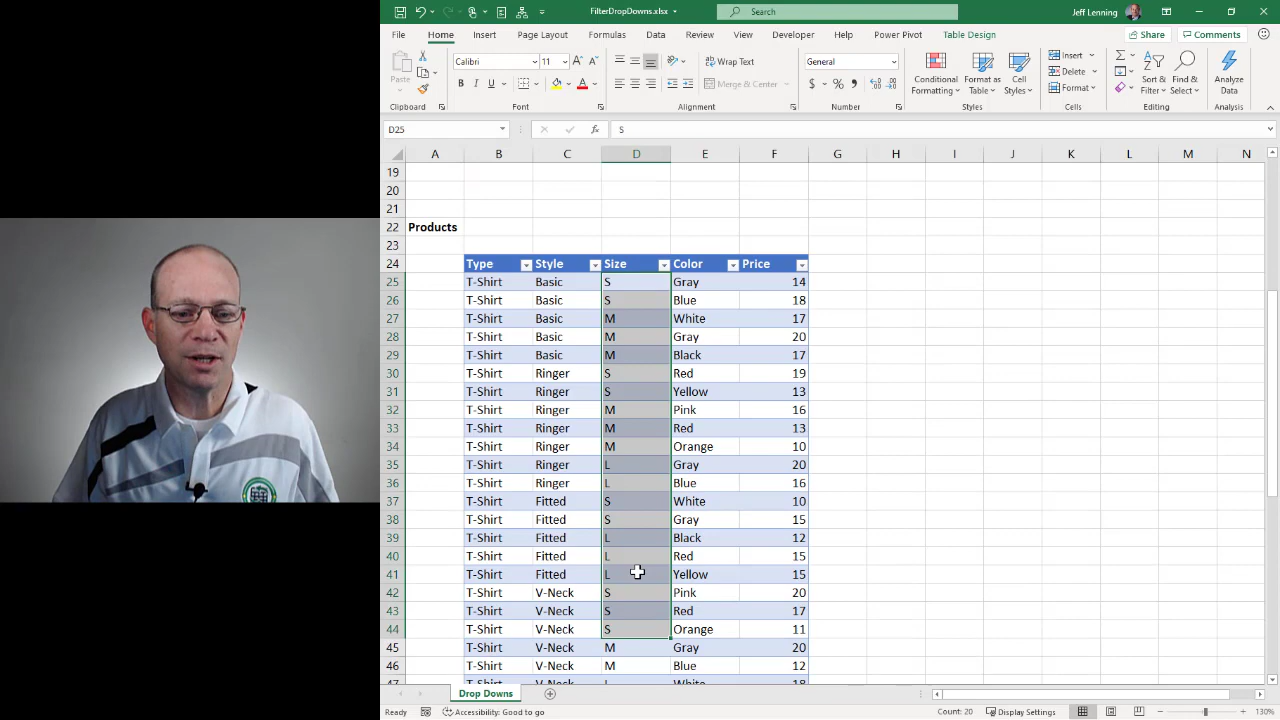 FilterDropDowns.xlsx
Search
Jeff Lenning
File Home Insert Page Layout Formulas Data Review View Developer Help Power Pivot Table Design Share Comments
Paste
Calibri 11 A A
B I U
Wrap Text
Merge & Center
General
$ % ,
Conditional Formatting
Format as Table
Cell Styles
Insert
Delete
Format
Sort & Filter
Find & Select
Analyze Data
Clipboard Font Alignment Number Styles Cells Editing Analysis
D25 fx S
A B C D E F G H I J K L M N
19
20
21
22 Products
23
24 Type Style Size Color Price
25 T-Shirt Basic S Gray 14
26 T-Shirt Basic S Blue 18
27 T-Shirt Basic M White 17
28 T-Shirt Basic M Gray 20
29 T-Shirt Basic M Black 17
30 T-Shirt Ringer S Red 19
31 T-Shirt Ringer S Yellow 13
32 T-Shirt Ringer M Pink 16
33 T-Shirt Ringer M Red 13
34 T-Shirt Ringer M Orange 10
35 T-Shirt Ringer L Gray 20
36 T-Shirt Ringer L Blue 16
37 T-Shirt Fitted S White 10
38 T-Shirt Fitted S Gray 15
39 T-Shirt Fitted L Black 12
40 T-Shirt Fitted L Red 15
41 T-Shirt Fitted L Yellow 15
42 T-Shirt V-Neck S Pink 20
43 T-Shirt V-Neck S Red 17
44 T-Shirt V-Neck S Orange 11
45 T-Shirt V-Neck M Gray 20
46 T-Shirt V-Neck M Blue 12
47 T-Shirt V-Neck L White 18
Drop Downs
Ready Accessibility: Good to go Count: 20 Display Settings 130%